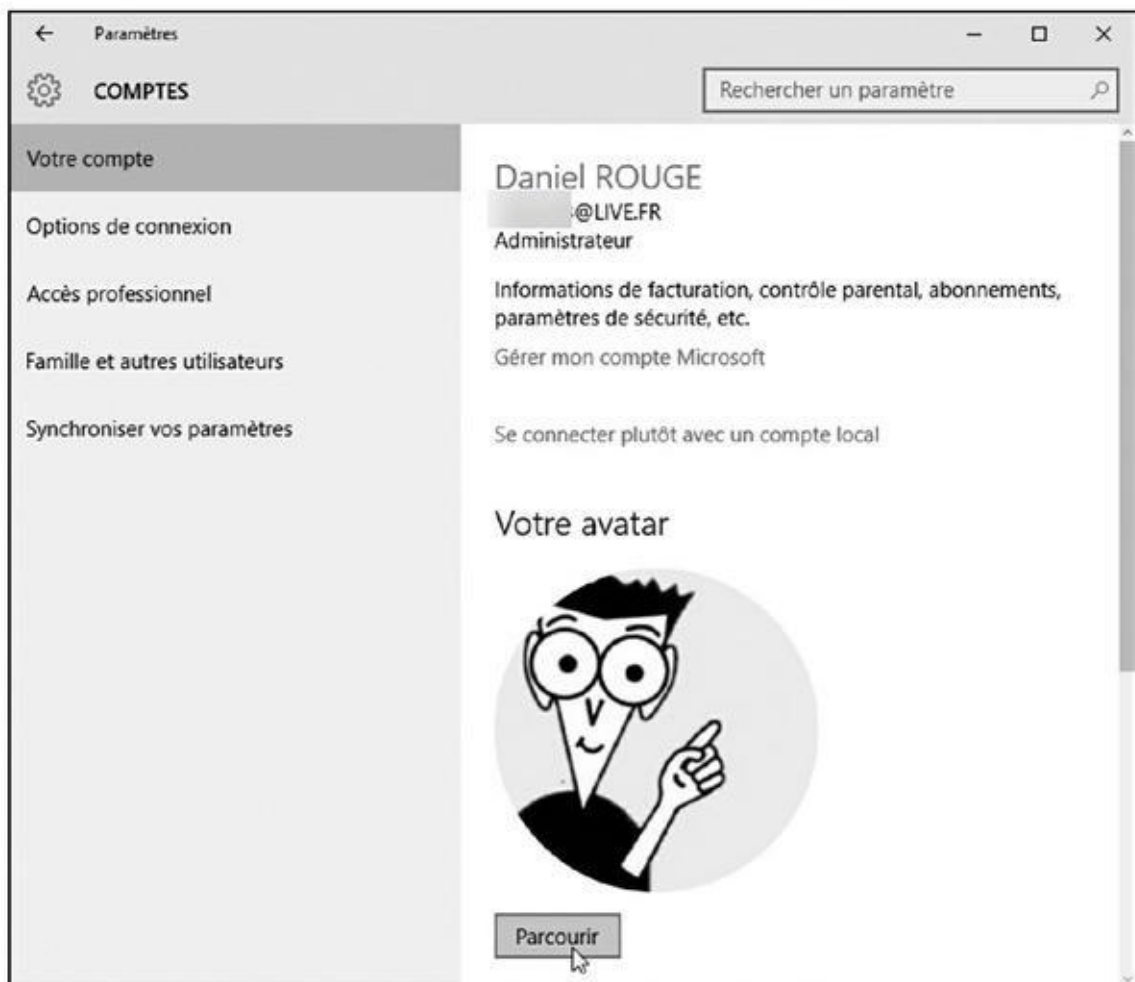 Paramètres
COMPTES
Rechercher un paramètre
Votre compte
Options de connexion
Accès professionnel
Famille et autres utilisateurs
Synchroniser vos paramètres
Daniel ROUGE
@LIVE.FR
Administrateur
Informations de facturation, contrôle parental, abonnements,
paramètres de sécurité, etc.
Gérer mon compte Microsoft
Se connecter plutôt avec un compte local
Votre avatar
Parcourir